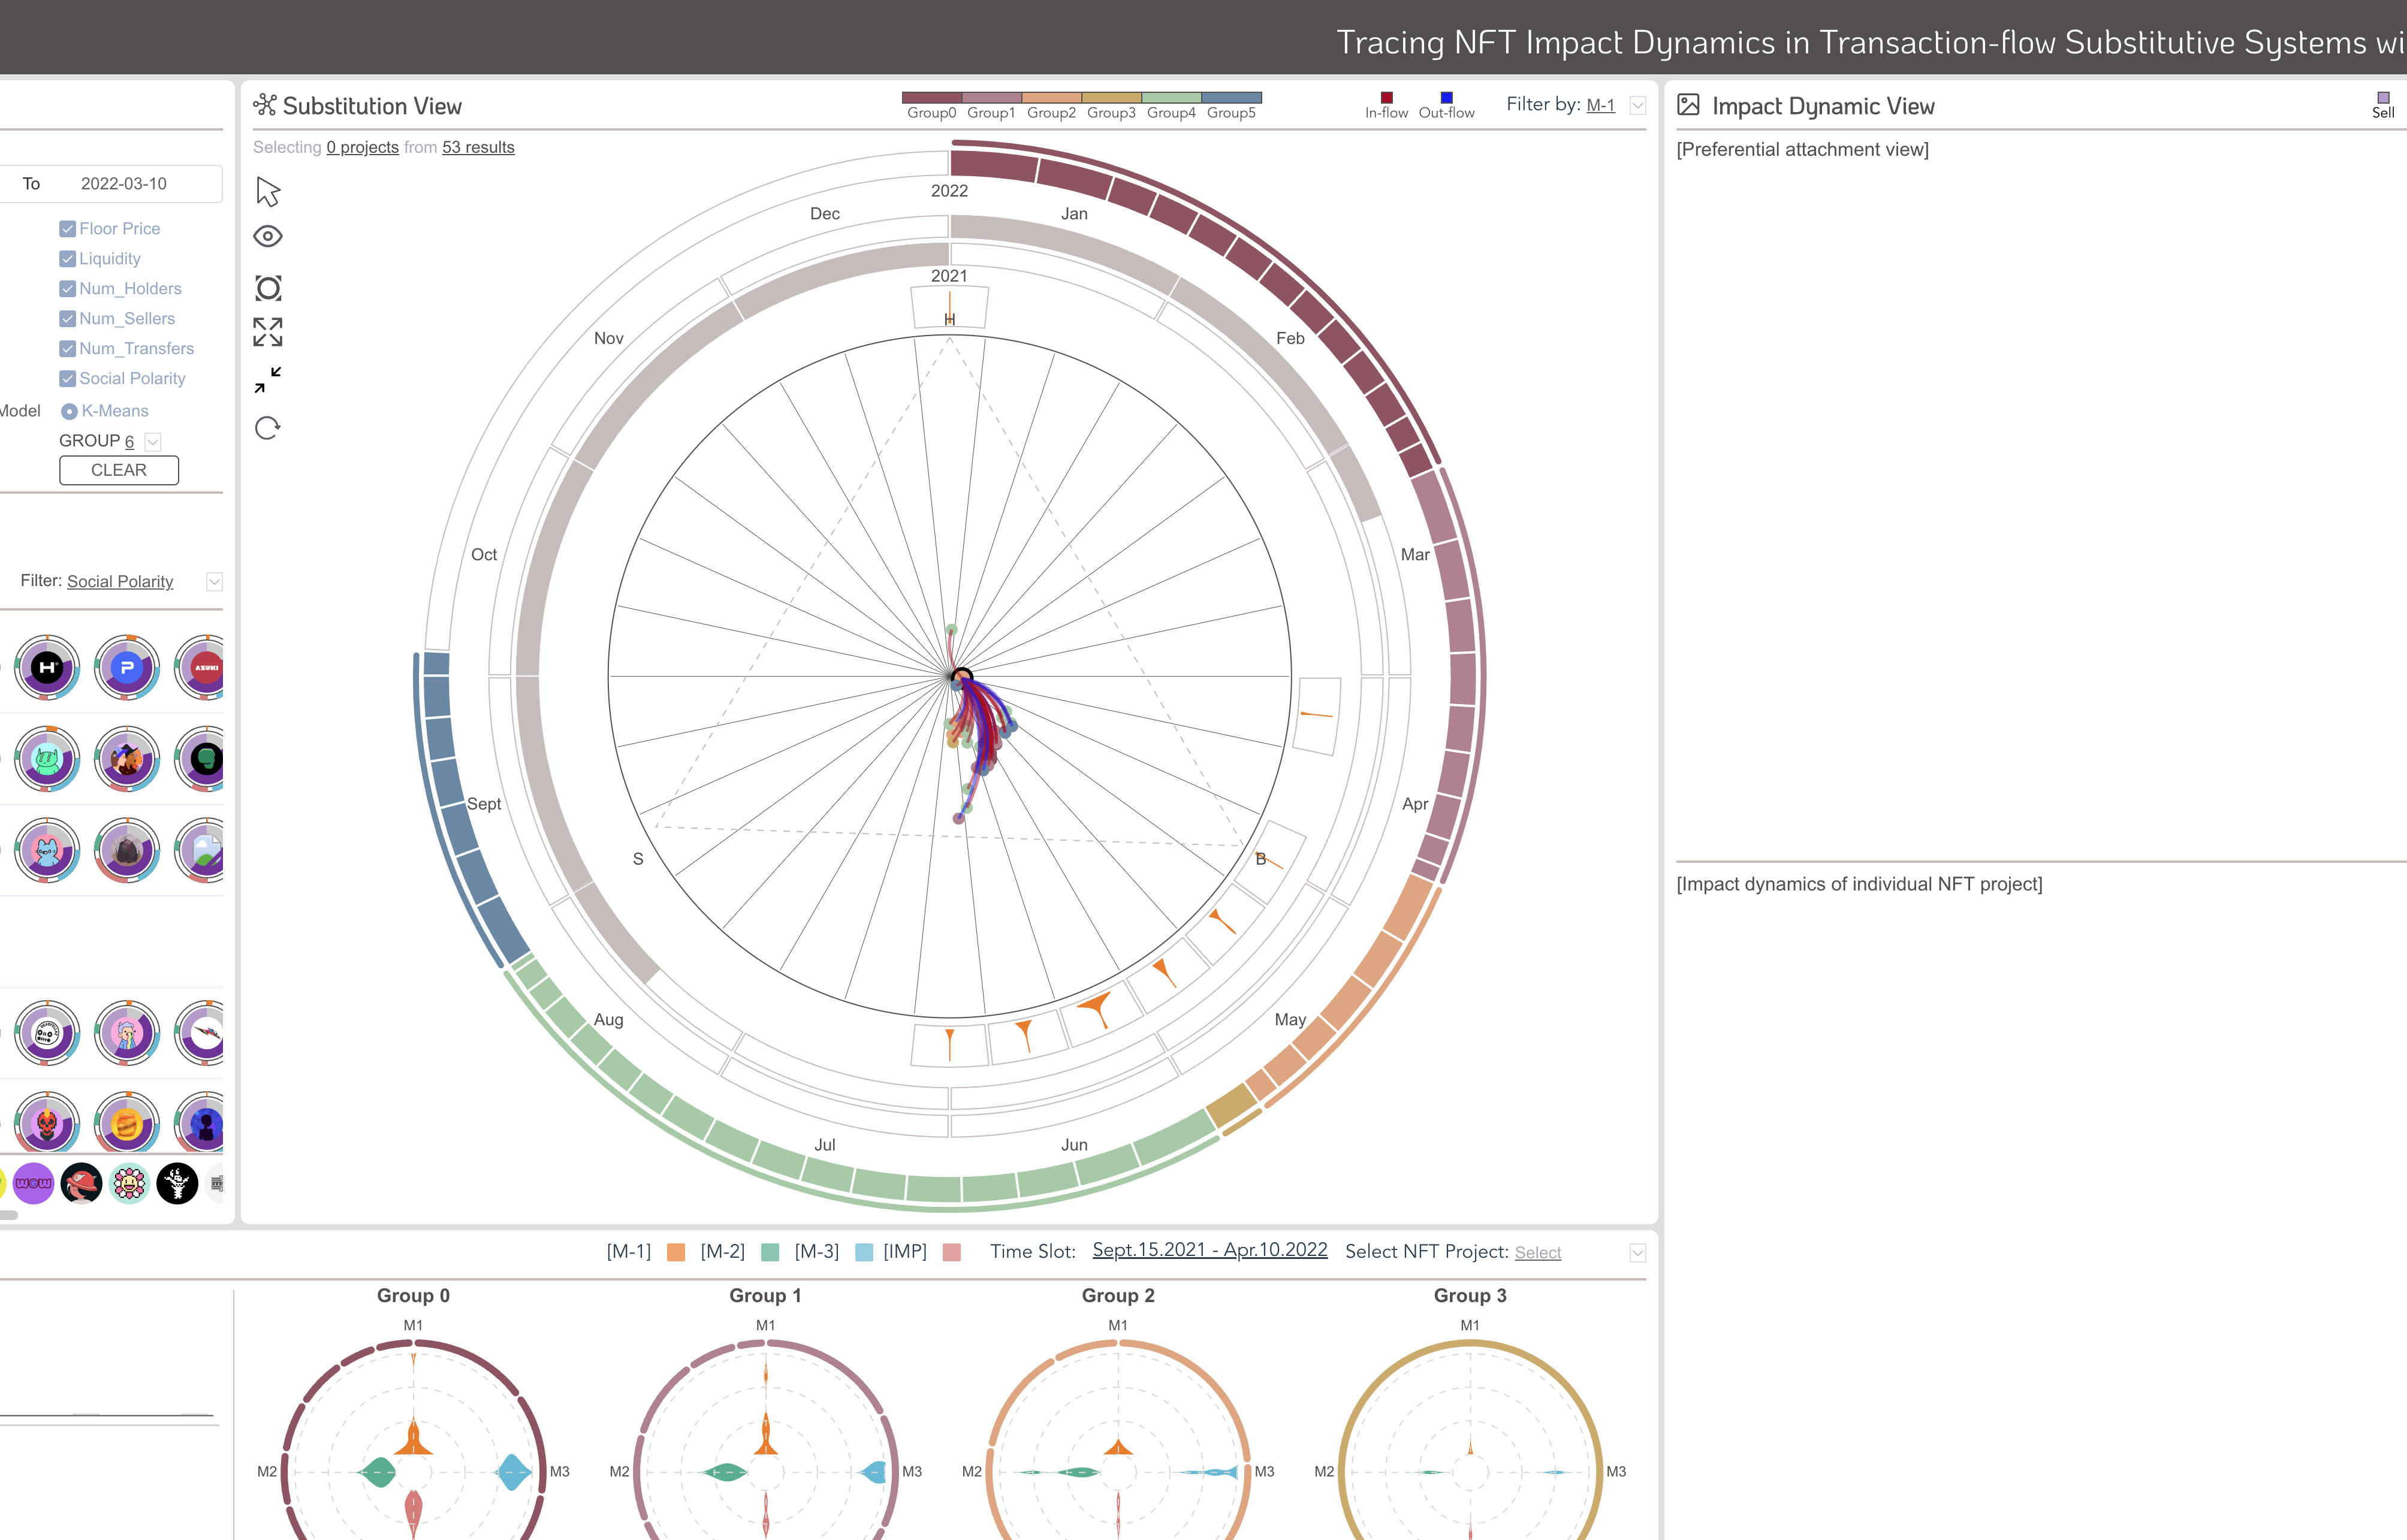 Tracing NFT Impact Dynamics in Transaction-flow Substitutive Systems wi
To 2022-03-10
Floor Price
Liquidity
Num_Holders
Num_Sellers
Num_Transfers
Social Polarity
Model K-Means
GROUP 6
CLEAR
Filter: Social Polarity
H
P
AZUKI
WOW
Substitution View
Group0 Group1 Group2 Group3 Group4 Group5
In-flow Out-flow
Filter by: M-1
Selecting 0 projects from 53 results
2022
Dec Jan
2021
H
Nov Feb
Oct Mar
Sept Apr
S B
Aug May
Jul Jun
Impact Dynamic View
Sell
[Preferential attachment view]
[Impact dynamics of individual NFT project]
[M-1] [M-2] [M-3] [IMP] Time Slot: Sept.15.2021 - Apr.10.2022 Select NFT Project: Select
Group 0 Group 1 Group 2 Group 3
M1 M1 M1 M1
M2 M3 M2 M3 M2 M3 M2 M3